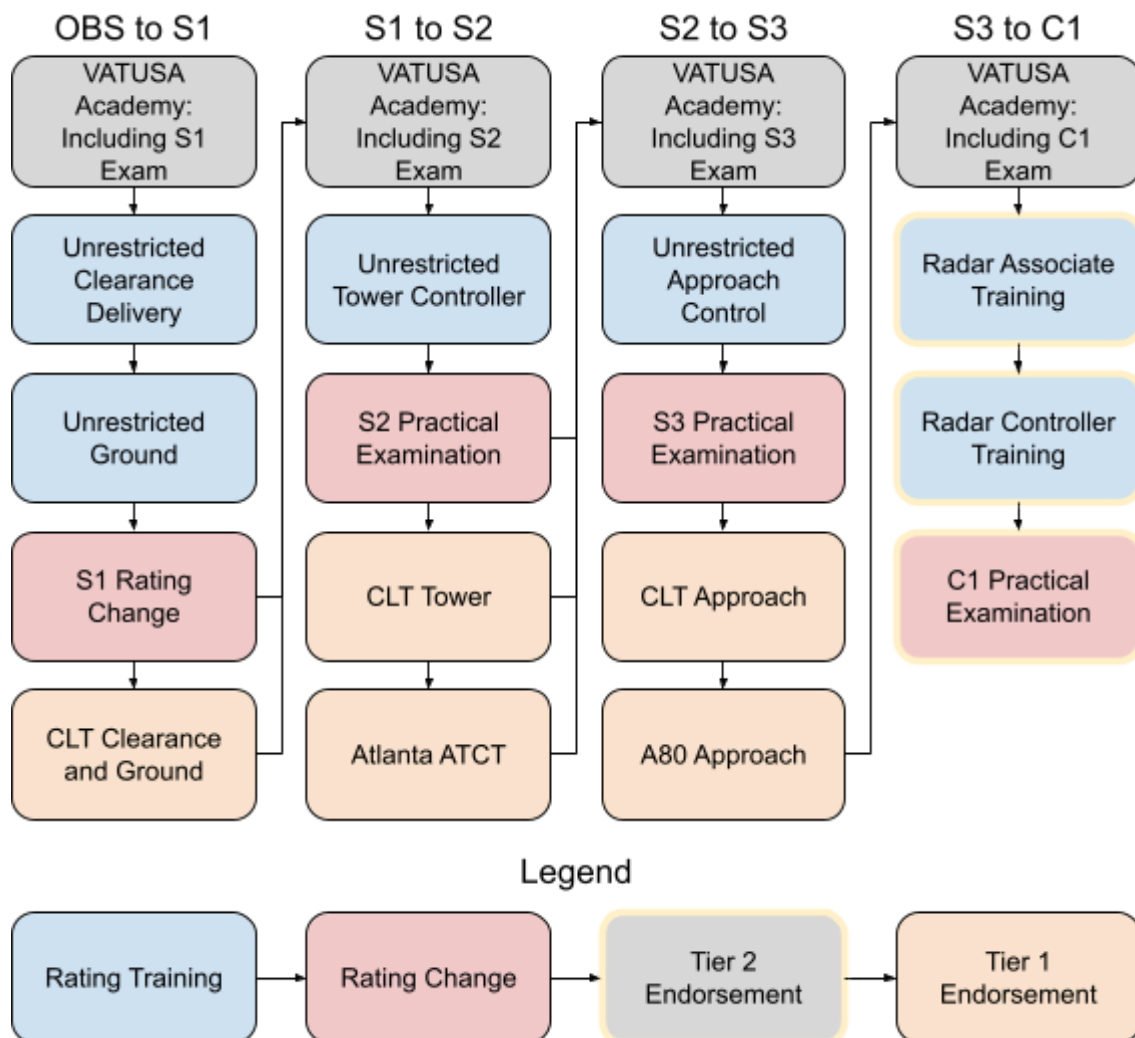 OBS to S1
S1 to S2
S2 to S3
S3 to C1
VATUSA
Academy:
Including S1
Exam
VATUSA
Academy:
Including S2
Exam
VATUSA
Academy:
Including S3
Exam
VATUSA
Academy:
Including C1
Exam
Unrestricted
Clearance
Delivery
Unrestricted
Tower Controller
Unrestricted
Approach
Control
Radar Associate
Training
Unrestricted
Ground
S2 Practical
Examination
S3 Practical
Examination
Radar Controller
Training
S1 Rating
Change
CLT Tower
CLT Approach
C1 Practical
Examination
CLT Clearance
and Ground
Atlanta ATCT
A80 Approach
Legend
Rating Training
Rating Change
Tier 2
Endorsement
Tier 1
Endorsement